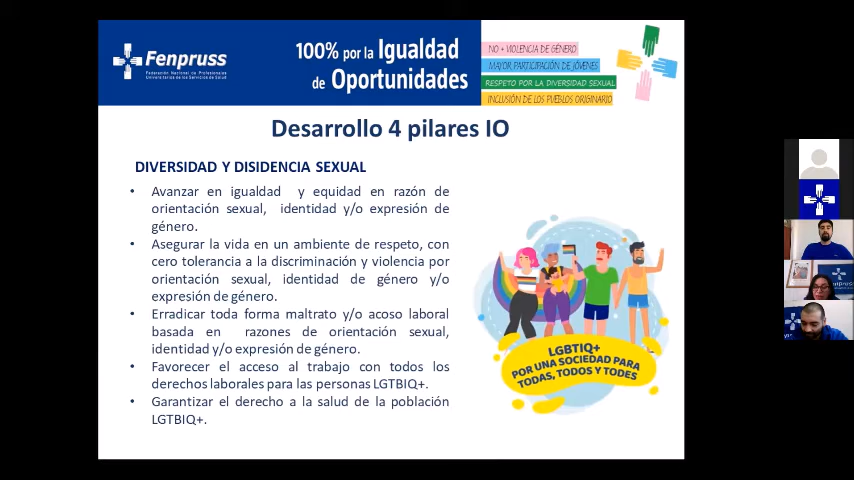 Fenpruss
Federación Nacional de Profesionales
Universitarios de los Servicios de Salud
100% por la Igualdad
de Oportunidades
NO + VIOLENCIA DE GÉNERO
MAYOR PARTICIPACIÓN DE JÓVENES
RESPETO POR LA DIVERSIDAD SEXUAL
INCLUSIÓN DE LOS PUEBLOS ORIGINARIO
Desarrollo 4 pilares IO
DIVERSIDAD Y DISIDENCIA SEXUAL
• Avanzar en igualdad y equidad en razón de
orientación sexual, identidad y/o expresión de
género.
• Asegurar la vida en un ambiente de respeto, con
cero tolerancia a la discriminación y violencia por
orientación sexual, identidad de género y/o
expresión de género.
• Erradicar toda forma maltrato y/o acoso laboral
basada en razones de orientación sexual,
identidad y/o expresión de género.
• Favorecer el acceso al trabajo con todos los
derechos laborales para las personas LGTBIQ+.
• Garantizar el derecho a la salud de la población
LGTBIQ+.
LGBTIQ+
POR UNA SOCIEDAD PARA
TODAS, TODOS Y TODES